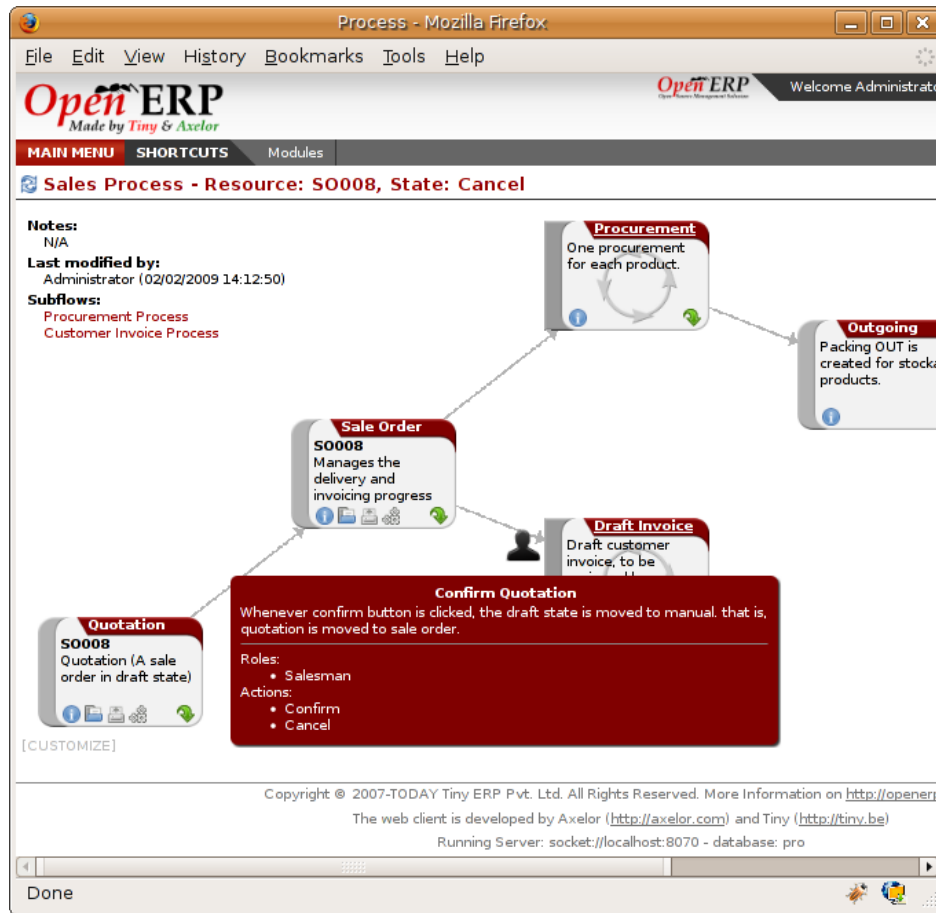 Process - Mozilla Firefox
File Edit View History Bookmarks Tools Help
Open ERP
Made by Tiny & Axelor
Open ERP
Welcome Administrato
MAIN MENU SHORTCUTS Modules
Sales Process - Resource: SO008, State: Cancel
Notes:
N/A
Last modified by:
Administrator (02/02/2009 14:12:50)
Subflows:
Procurement Process
Customer Invoice Process
Procurement
One procurement
for each product.
Outgoing
Packing OUT is
created for stocka
products.
Sale Order
SO008
Manages the
delivery and
invoicing progress
Draft Invoice
Draft customer
invoice, to be
Quotation
SO008
Quotation (A sale
order in draft state)
Confirm Quotation
Whenever confirm button is clicked, the draft state is moved to manual. that is,
quotation is moved to sale order.
Roles:
• Salesman
Actions:
• Confirm
• Cancel
[CUSTOMIZE]
Copyright © 2007-TODAY Tiny ERP Pvt. Ltd. All Rights Reserved. More Information on http://openerp
The web client is developed by Axelor (http://axelor.com) and Tiny (http://tiny.be)
Running Server: socket://localhost:8070 - database: pro
Done